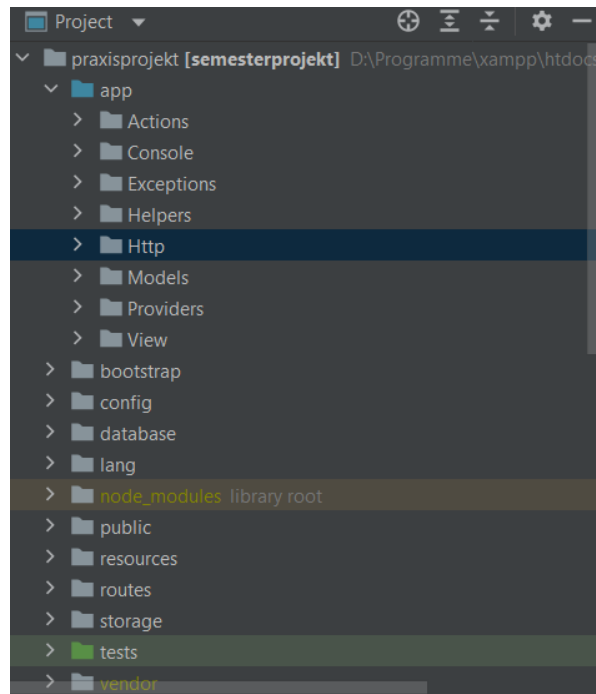 Project
praxisprojekt [semesterprojekt] D:\Programme\xampp\htdocs
app
Actions
Console
Exceptions
Helpers
Http
Models
Providers
View
bootstrap
config
database
lang
node_modules library root
public
resources
routes
storage
tests
vendor